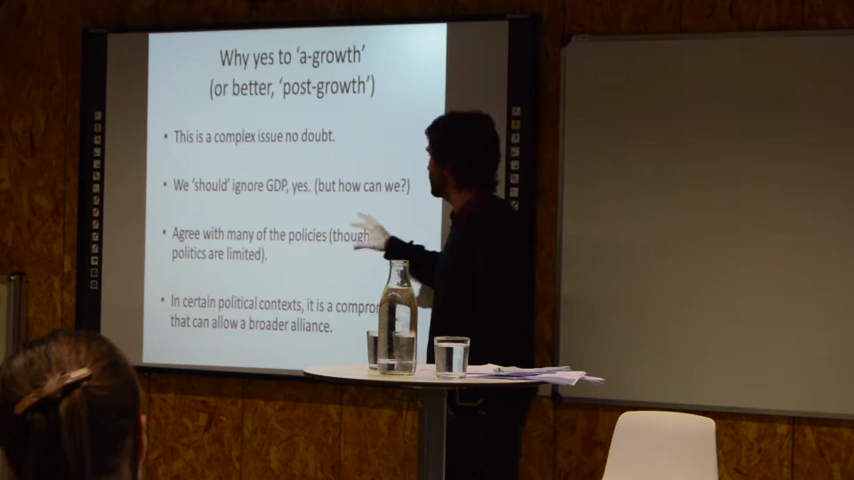 Why yes to 'a-growth'
(or better, 'post-growth')
• This is a complex issue no doubt.
• We 'should' ignore GDP, yes. (but how can we?)
• Agree with many of the policies (though
politics are limited).
• In certain political contexts, it is a
that can allow a broader alliance.